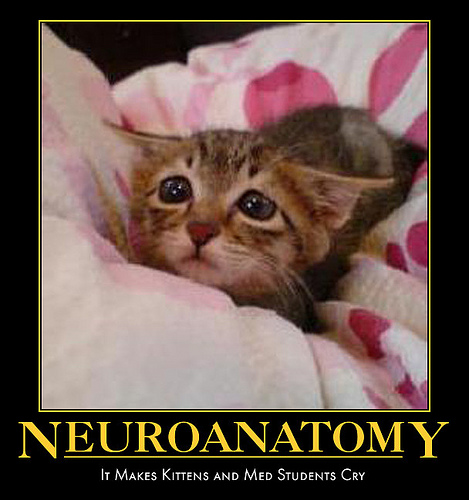 NEUROANATOMY
IT MAKES KITTENS AND MED STUDENTS CRY